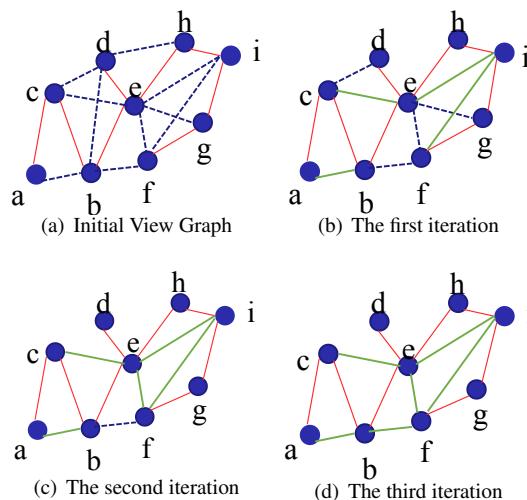 h
d
i
c
e
g
a
b
f
(a) Initial View Graph
h
d
i
e
c
g
a
b
f
(b) The first iteration
h
d
i
e
c
g
a
b
f
(c) The second iteration
h
d
i
e
c
g
a
b
f
(d) The third iteration